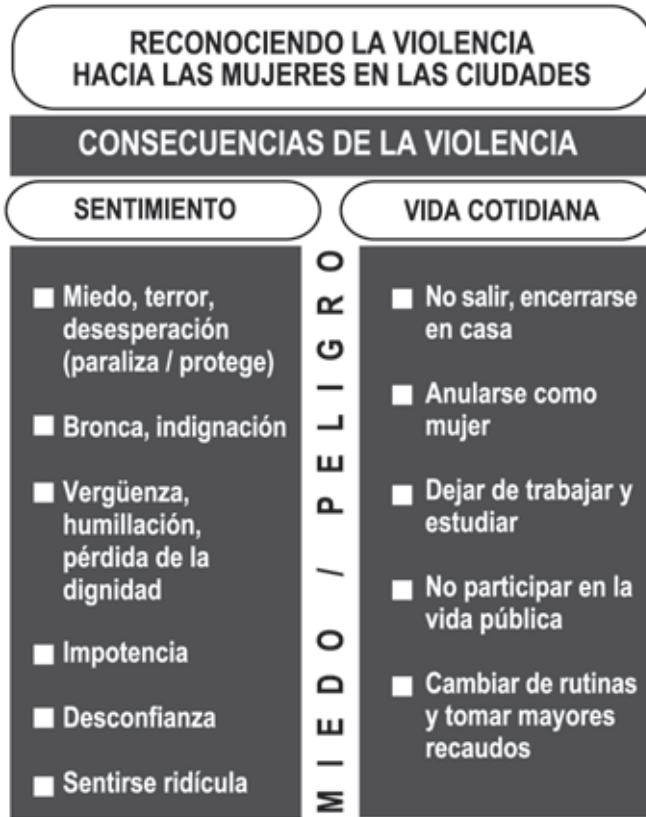 RECONOCIENDO LA VIOLENCIA
HACIA LAS MUJERES EN LAS CIUDADES
CONSECUENCIAS DE LA VIOLENCIA
SENTIMIENTO
Miedo, terror,
desesperación
(paraliza / protege)
Bronca, indignación
Vergüenza,
humillación,
pérdida de la
dignidad
Impotencia
Desconfianza
Sentirse ridícula
MIEDO / PELIGRO
VIDA COTIDIANA
No salir, encerrarse
en casa
Anularse como
mujer
Dejar de trabajar y
estudiar
No participar en la
vida pública
Cambiar de rutinas
y tomar mayores
recaudos